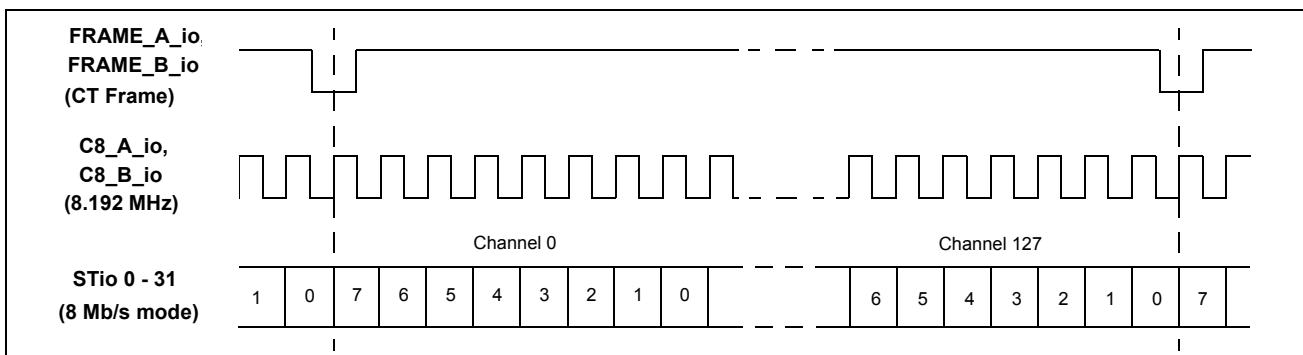 FRAME_A_io,
FRAME_B_io
(CT Frame)
C8_A_io,
C8_B_io
(8.192 MHz)
Channel 0 Channel 127
STio 0 - 31
(8 Mb/s mode)
1 0 7 6 5 4 3 2 1 0 6 5 4 3 2 1 0 7